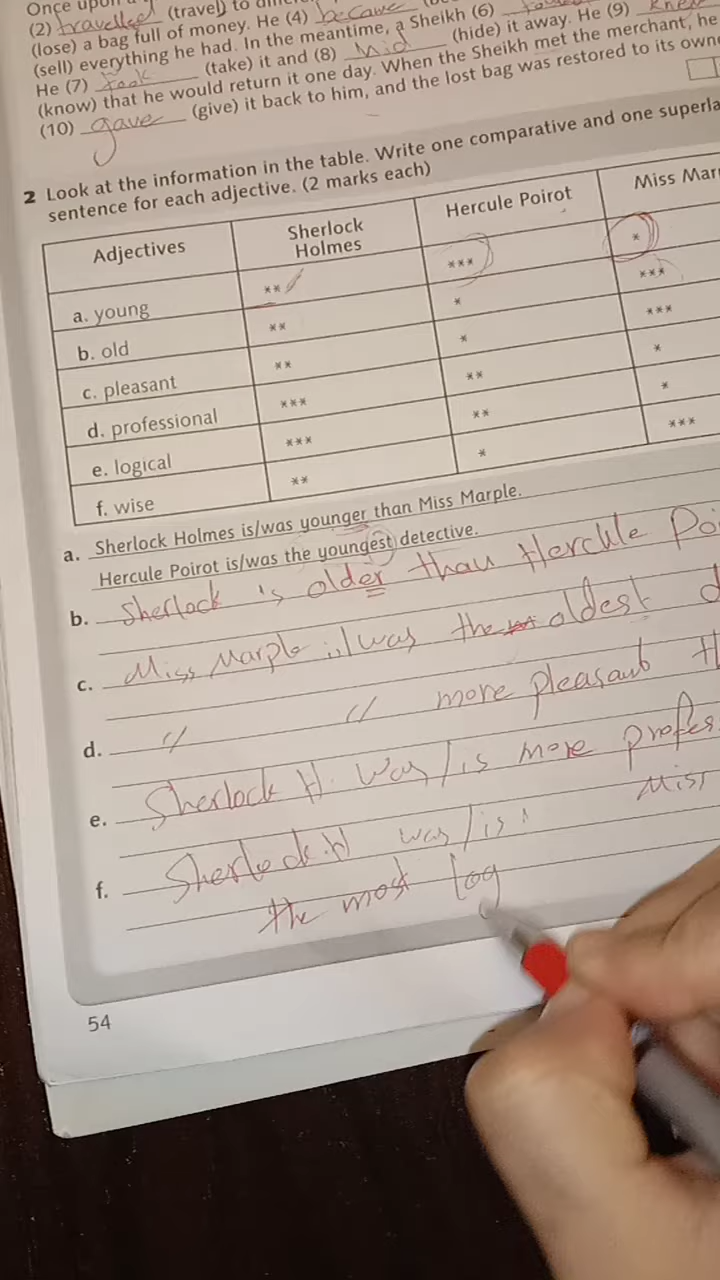 Once upon a
(2) travelled (travel) to
(lose) a bag full of money. He (4) became
(sell) everything he had. In the meantime, a Sheikh (6)
He (7) took (take) it and (8) hid (hide) it away. He (9) knew
(know) that he would return it one day. When the Sheikh met the merchant, he
(10) gave (give) it back to him, and the lost bag was restored to its own
2 Look at the information in the table. Write one comparative and one superla
sentence for each adjective. (2 marks each)
Adjectives Sherlock Holmes Hercule Poirot Miss Mar
a. young ** *** *
b. old ** * ***
c. pleasant ** * ***
d. professional *** ** *
e. logical *** ** *
f. wise ** * ***
a. Sherlock Holmes is/was younger than Miss Marple.
Hercule Poirot is/was the youngest detective.
b. Sherlock is older than Hercule Poi
c. Miss Marple is/was the oldest d
d. // // more pleasant th
e. Sherlock H. was/is more profes
Miss
f. Sherlock.H was/is
the most log
54